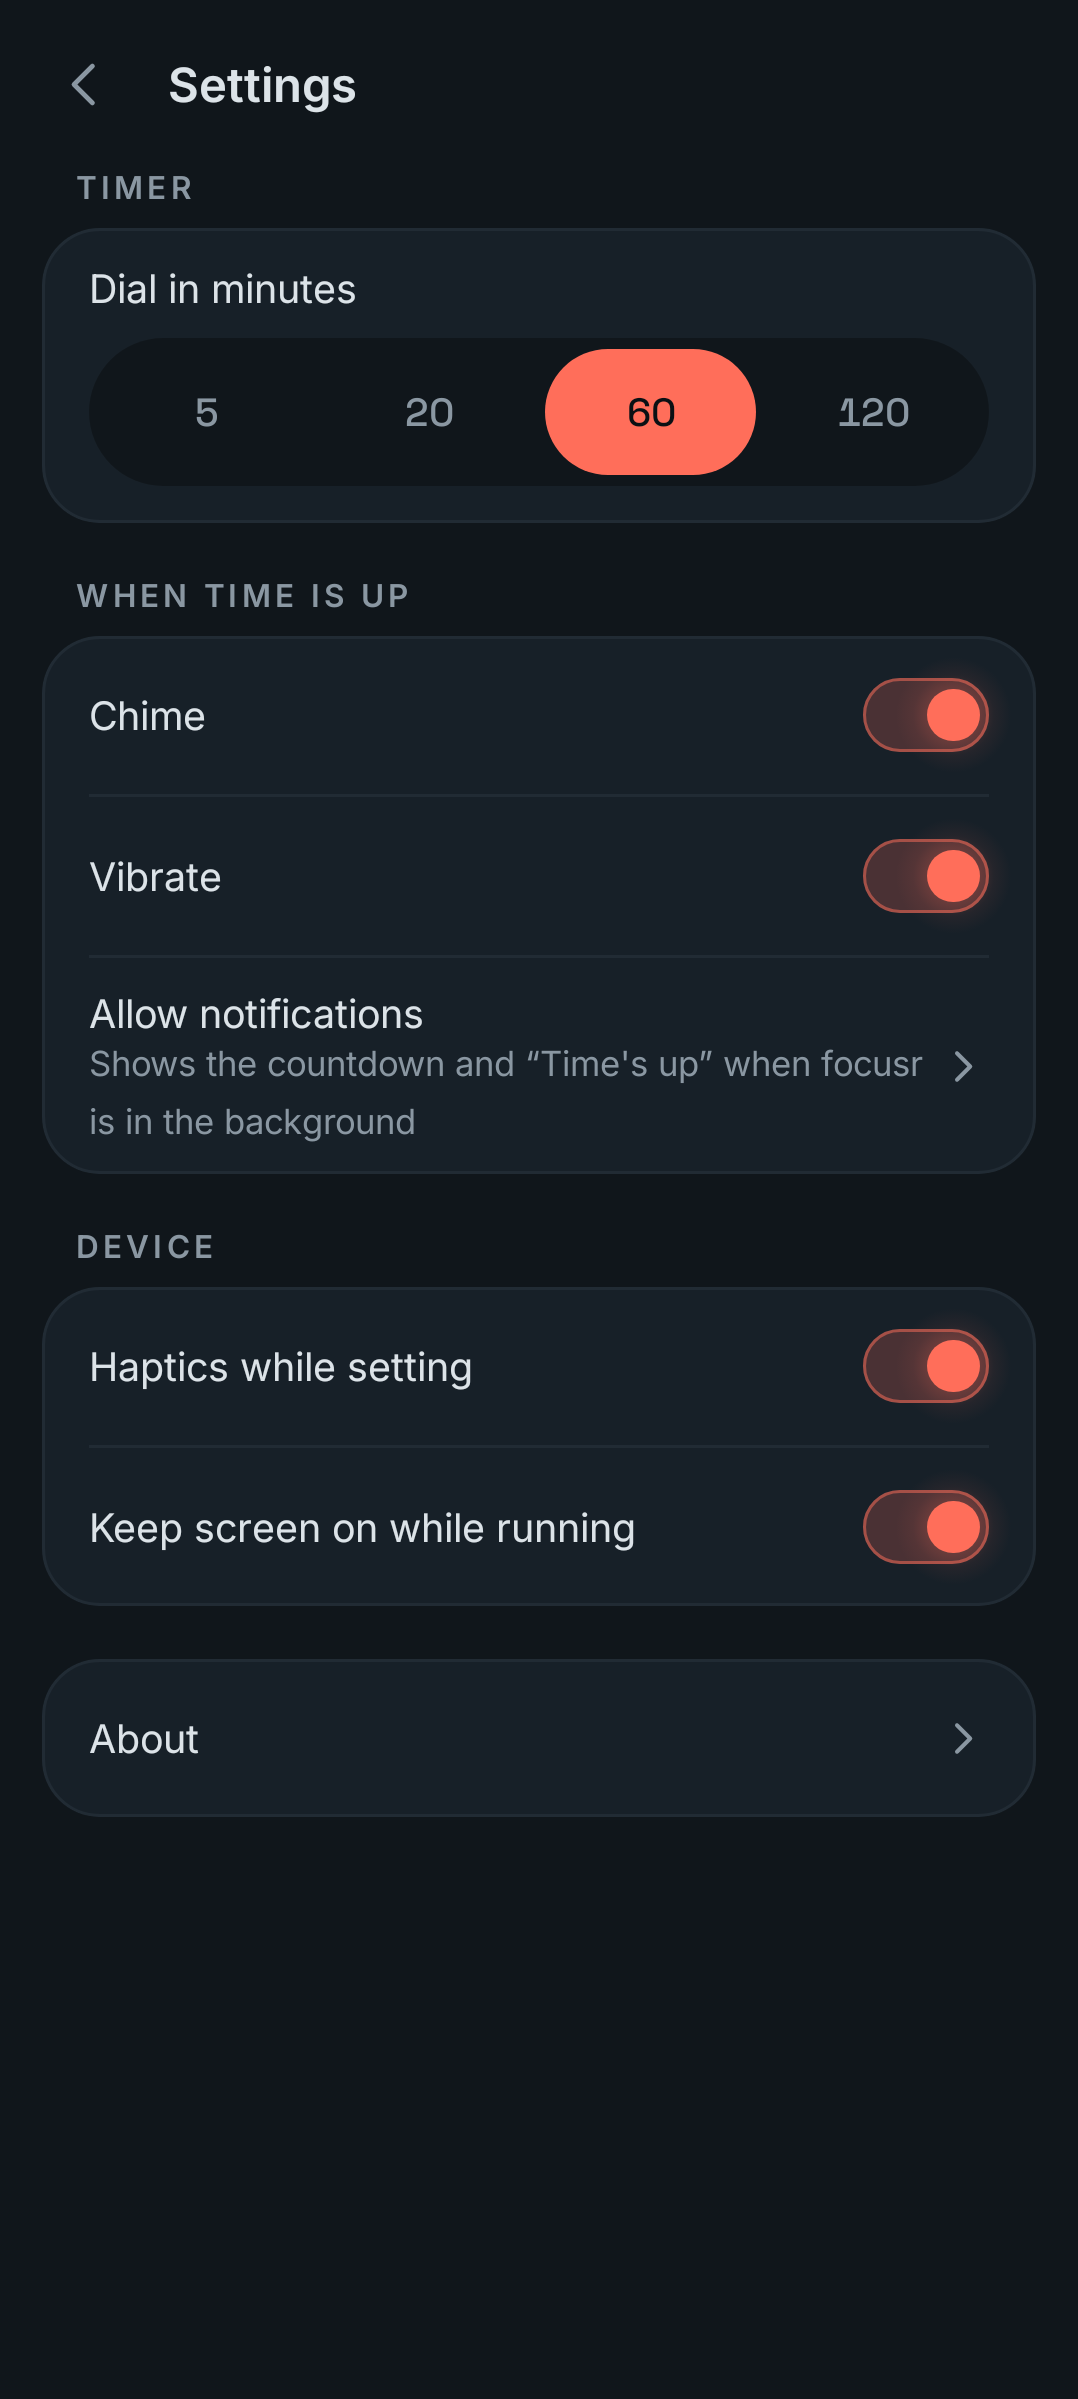 Settings
TIMER
Dial in minutes
5 20 60 120
WHEN TIME IS UP
Chime
Vibrate
Allow notifications
Shows the countdown and “Time's up” when focusr
is in the background
DEVICE
Haptics while setting
Keep screen on while running
About